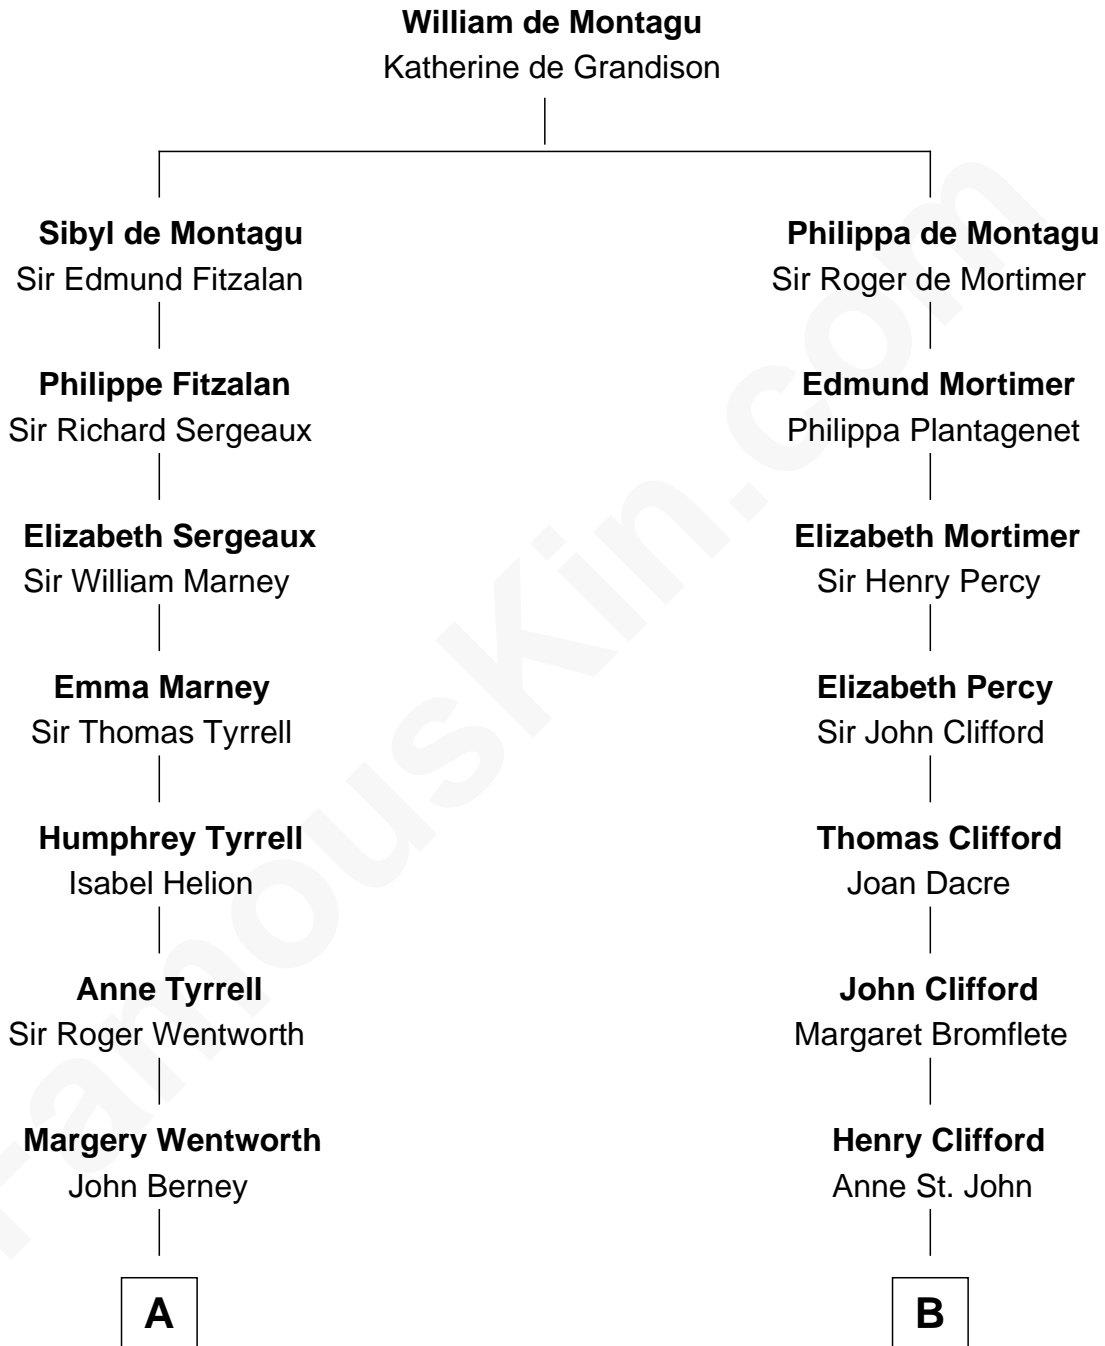 William de Montagu
Katherine de Grandison
Sibyl de Montagu
Sir Edmund Fitzalan
Philippa de Montagu
Sir Roger de Mortimer
Philippe Fitzalan
Sir Richard Sergeaux
Edmund Mortimer
Philippa Plantagenet
Elizabeth Sergeaux
Sir William Marney
Elizabeth Mortimer
Sir Henry Percy
Emma Marney
Sir Thomas Tyrrell
Elizabeth Percy
Sir John Clifford
Humphrey Tyrrell
Isabel Helion
Thomas Clifford
Joan Dacre
Anne Tyrrell
Sir Roger Wentworth
John Clifford
Margaret Bromflete
Margery Wentworth
John Berney
Henry Clifford
Anne St. John
A
B
FamousKin.com